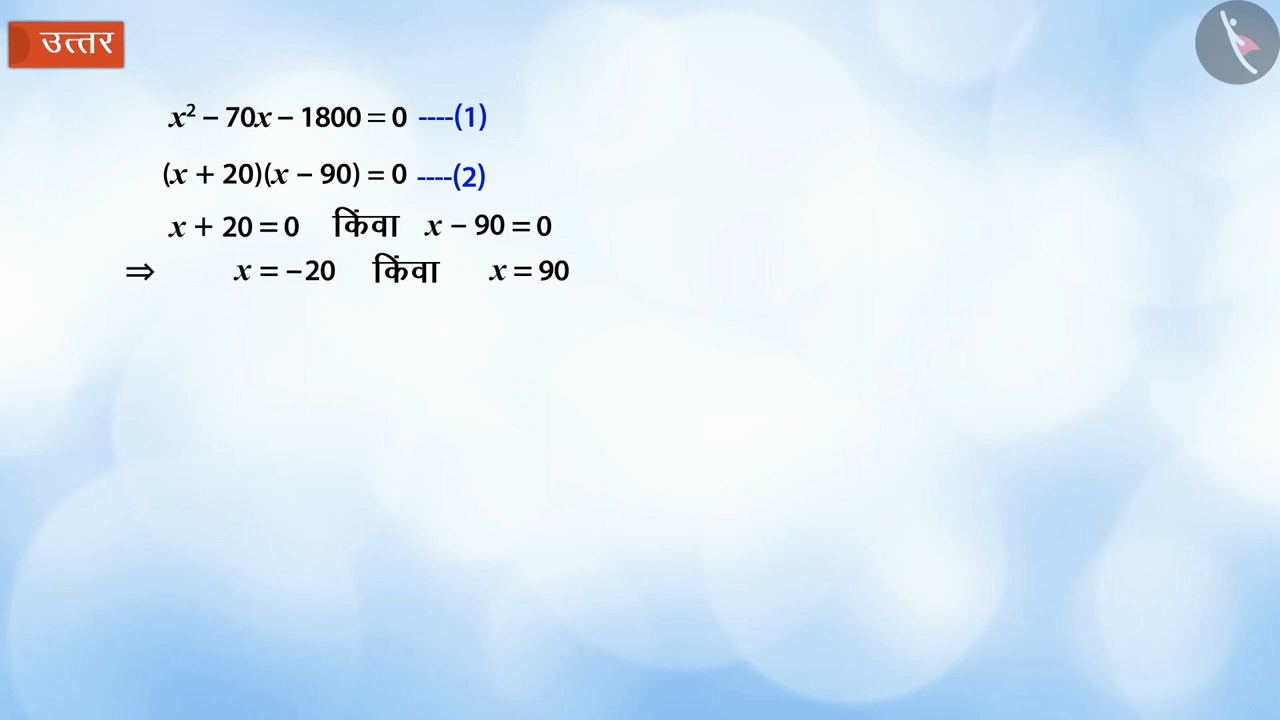 उत्तर
x² – 70x – 1800 = 0 ----(1)
(x + 20)(x – 90) = 0 ----(2)
x + 20 = 0 किंवा x – 90 = 0
⇒ x = –20 किंवा x = 90